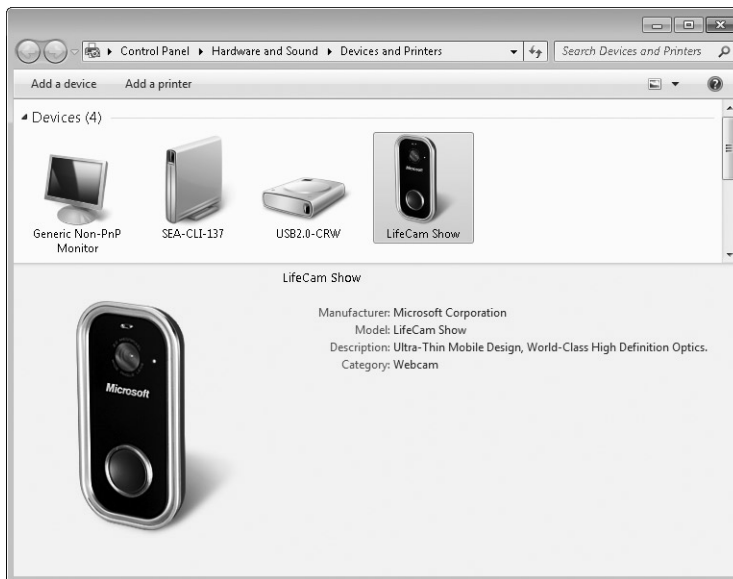 Control Panel ▸ Hardware and Sound ▸ Devices and Printers
Search Devices and Printers
Add a device Add a printer
Devices (4)
Generic Non-PnP
Monitor
SEA-CLI-137
USB2.0-CRW
Microsoft
LifeCam Show
LifeCam Show
Manufacturer: Microsoft Corporation
Model: LifeCam Show
Description: Ultra-Thin Mobile Design, World-Class High Definition Optics.
Category: Webcam
Microsoft